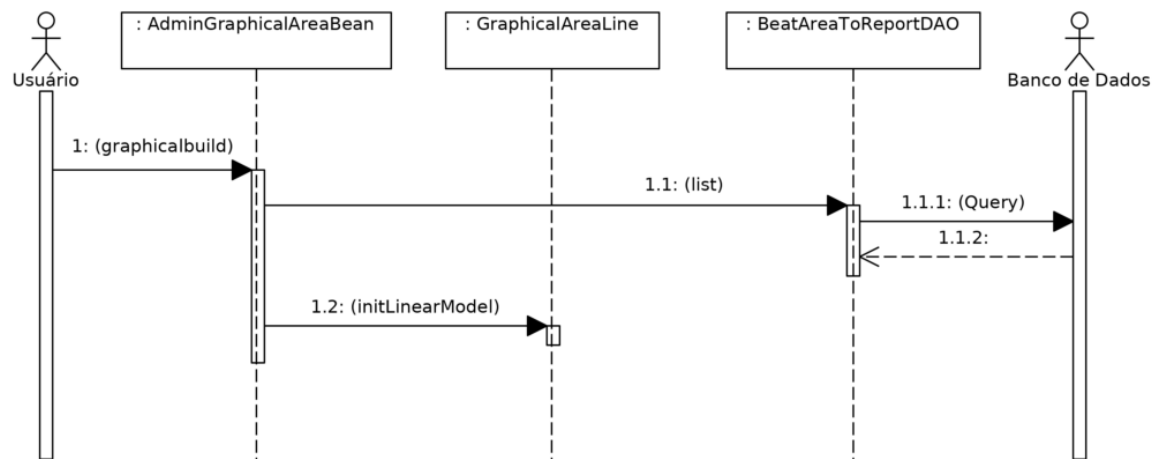 : AdminGraphicalAreaBean
: GraphicalAreaLine
: BeatAreaToReportDAO
Usuário
Banco de Dados
1: (graphicalbuild)
1.1: (list)
1.1.1: (Query)
1.1.2:
1.2: (initLinearModel)